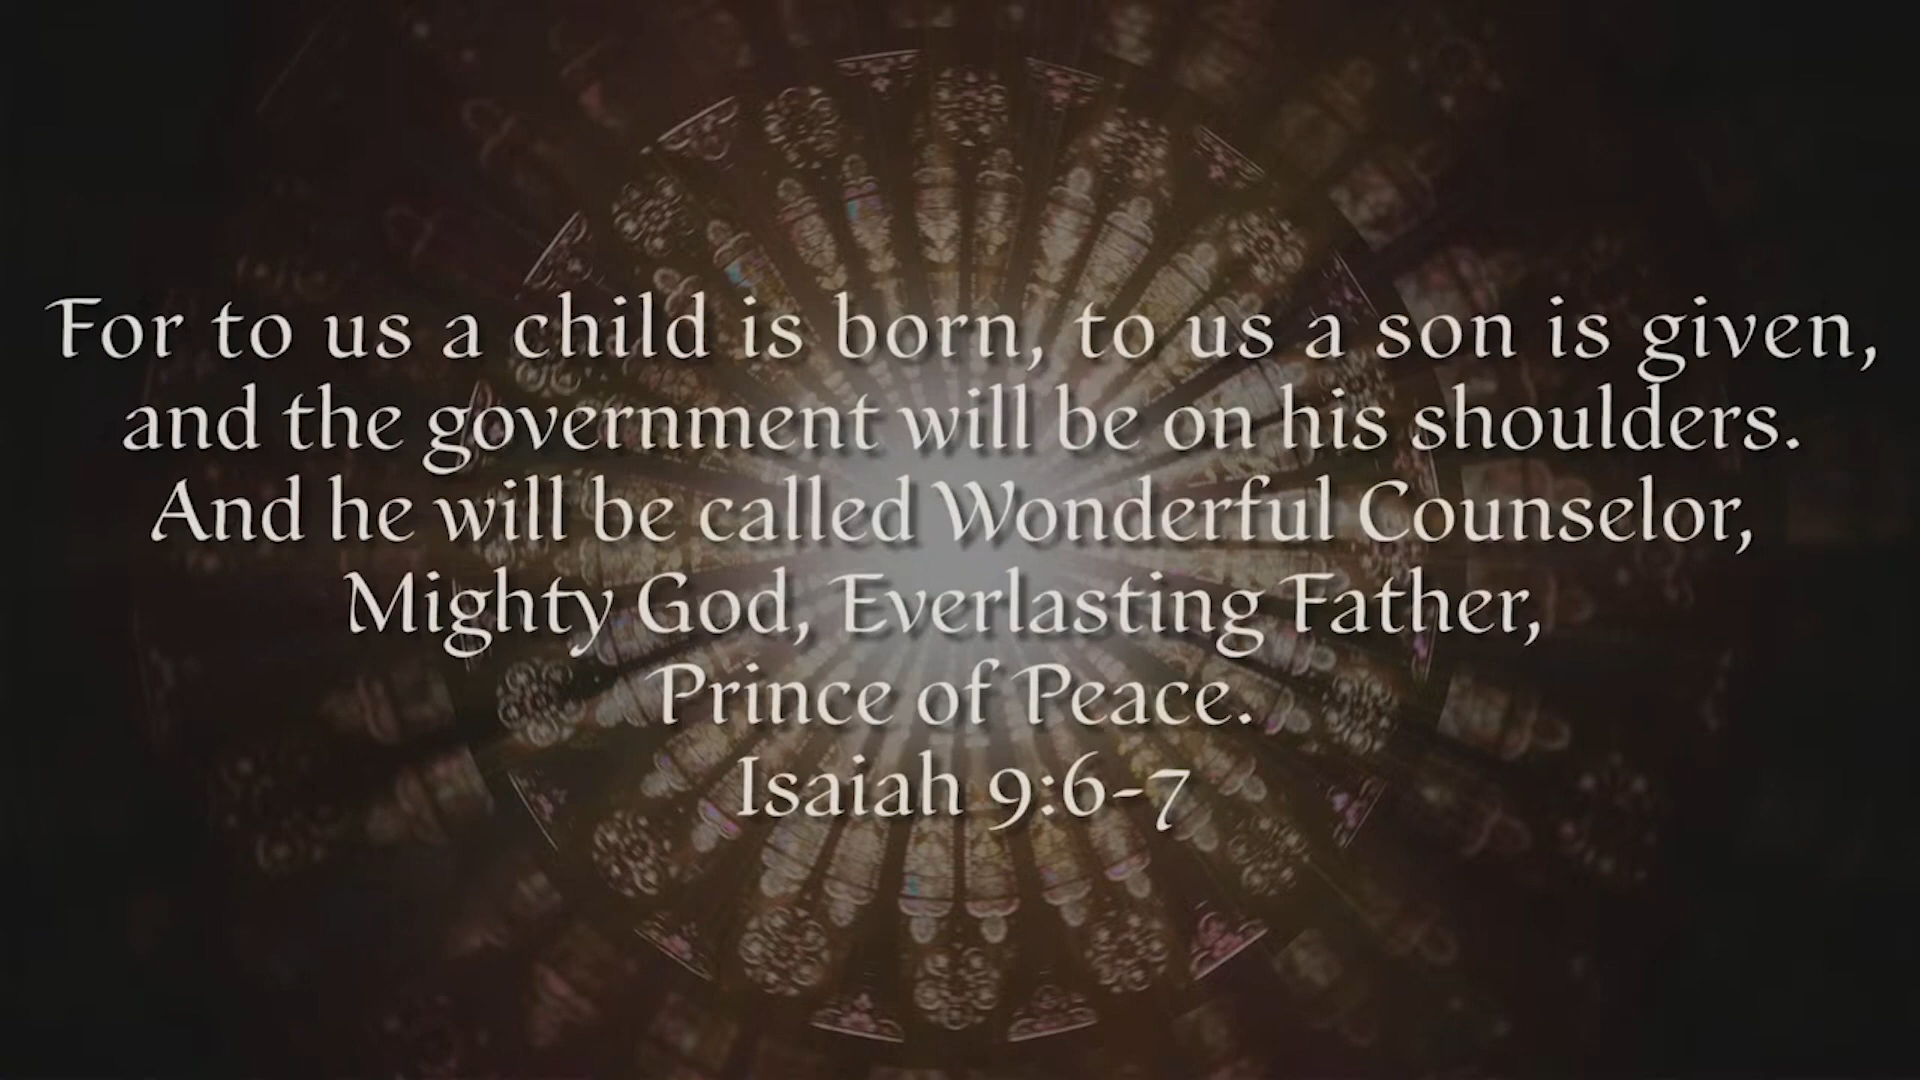 For to us a child is born, to us a son is given,
and the government will be on his shoulders.
And he will be called Wonderful Counselor,
Mighty God, Everlasting Father,
Prince of Peace.
Isaiah 9:6-7